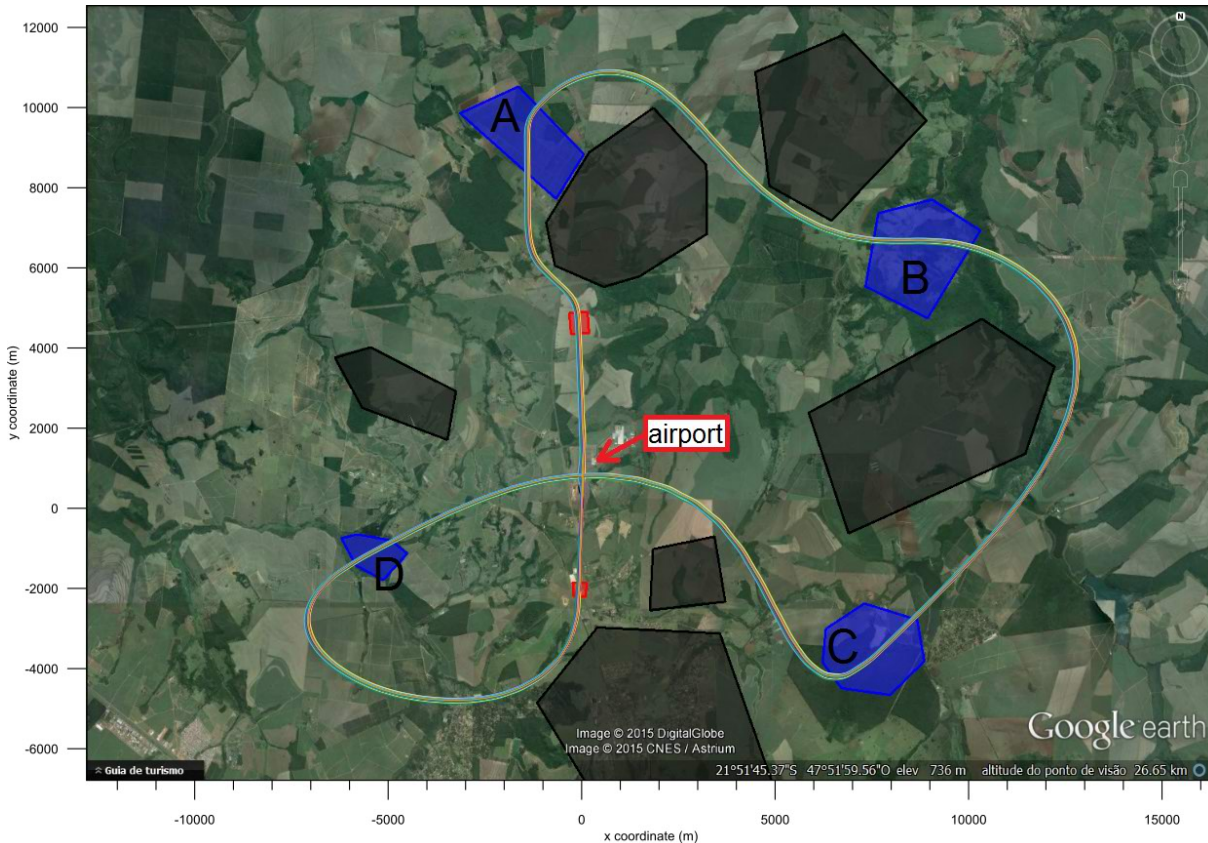 12000
10000
8000
6000
4000
2000
0
-2000
-4000
-6000
y coordinate (m)
N
A
B
airport
D
C
Image © 2015 DigitalGlobe
Image © 2015 CNES / Astrium
Google earth
Guia de turismo
21°51'45.37"S 47°51'59.56"O elev 736 m altitude do ponto de visão 26.65 km
-10000 -5000 0 5000 10000 15000
x coordinate (m)